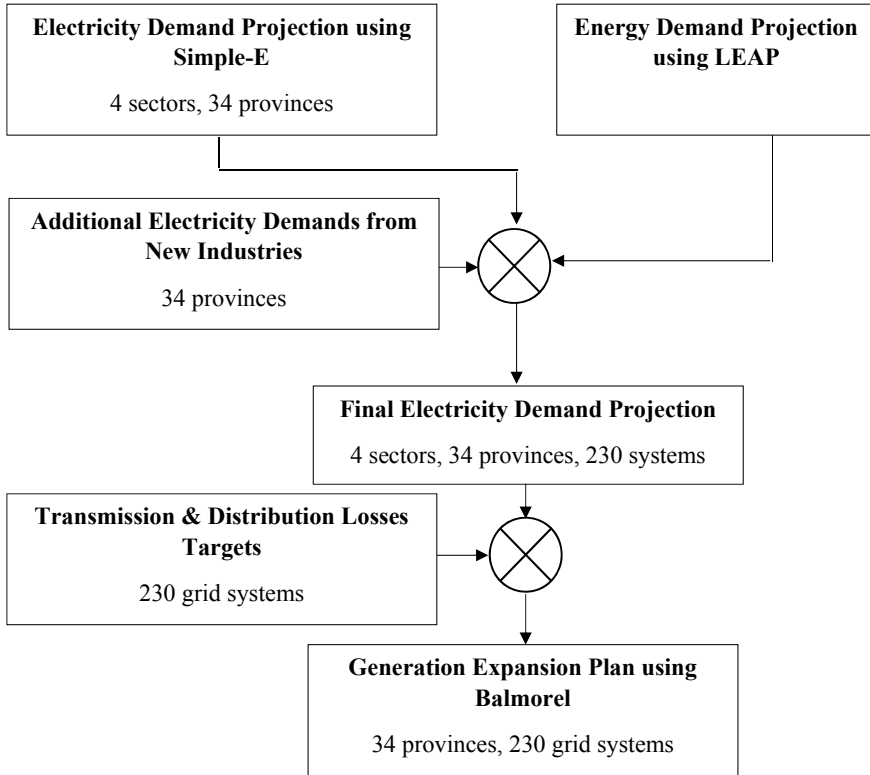 Electricity Demand Projection using
Simple-E
4 sectors, 34 provinces
Energy Demand Projection
using LEAP
Additional Electricity Demands from
New Industries
34 provinces
Final Electricity Demand Projection
4 sectors, 34 provinces, 230 systems
Transmission & Distribution Losses
Targets
230 grid systems
Generation Expansion Plan using
Balmorel
34 provinces, 230 grid systems